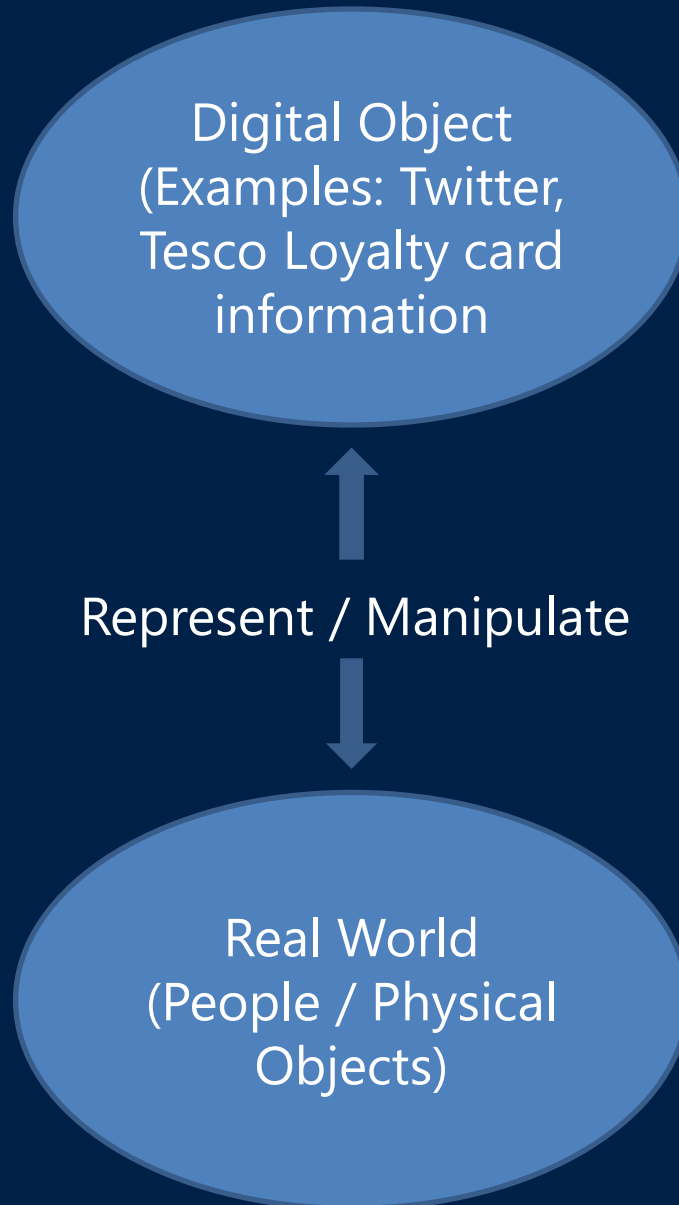 Digital Object
(Examples: Twitter,
Tesco Loyalty card
information
Represent / Manipulate
Real World
(People / Physical
Objects)